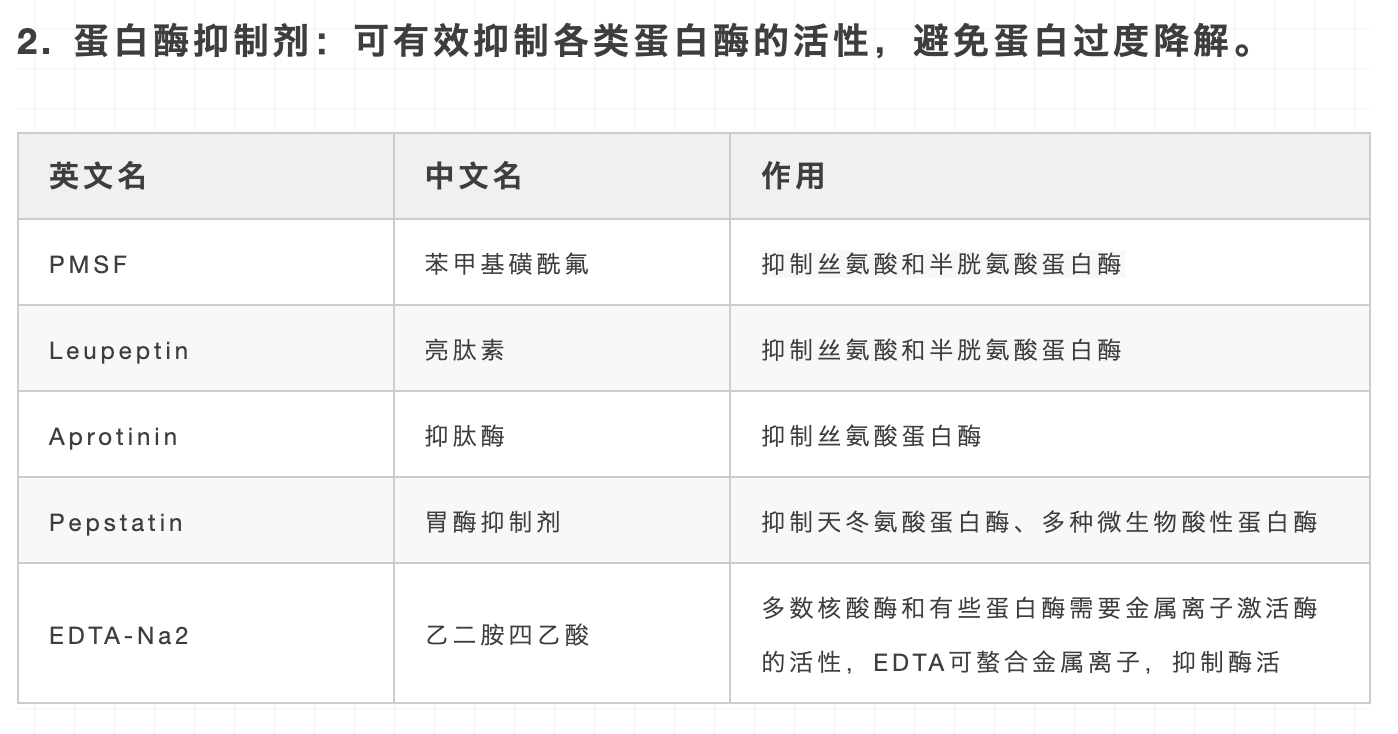 2. 蛋白酶抑制剂：可有效抑制各类蛋白酶的活性，避免蛋白过度降解。
英文名 中文名 作用
PMSF 苯甲基磺酰氟 抑制丝氨酸和半胱氨酸蛋白酶
Leupeptin 亮肽素 抑制丝氨酸和半胱氨酸蛋白酶
Aprotinin 抑肽酶 抑制丝氨酸蛋白酶
Pepstatin 胃酶抑制剂 抑制天冬氨酸蛋白酶、多种微生物酸性蛋白酶
EDTA-Na2 乙二胺四乙酸 多数核酸酶和有些蛋白酶需要金属离子激活酶
的活性，EDTA可螯合金属离子，抑制酶活